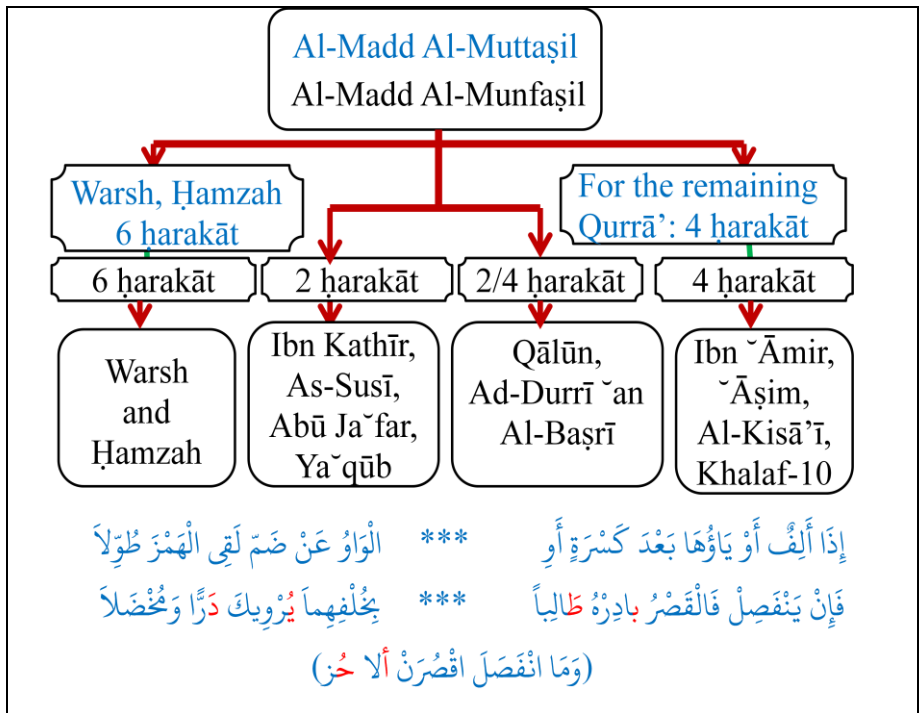 Al-Madd Al-Muttaṣil
Al-Madd Al-Munfaṣil
Warsh, Ḥamzah
6 ḥarakāt
For the remaining
Qurrā’: 4 ḥarakāt
6 ḥarakāt
2 ḥarakāt
2/4 ḥarakāt
4 ḥarakāt
Warsh
and
Ḥamzah
Ibn Kathīr,
As-Susī,
Abū Ja˘far,
Ya˘qūb
Qālūn,
Ad-Durrī ˘an
Al-Baṣrī
Ibn ˘Āmir,
˘Āṣim,
Al-Kisā’ī,
Khalaf-10
إِذَا أَلِفٌ أَوْ يَاؤُهَا بَعْدَ كَسْرَةٍ أَوِ *** الْوَاوُ عَنْ ضَمّ لَقِى الْهَمْزَ طُوِّلاَ
فَإِنْ يَنْفَصِلْ فَالْقَصْرُ بادِرْهُ طَالِباً *** بِخُلْفِهِماَ يُرْوِيكَ دَرًّا وَمُخْضَلاَ
(وَمَا انْفَصَلَ اقْصُرَنْ أَلا حُز)